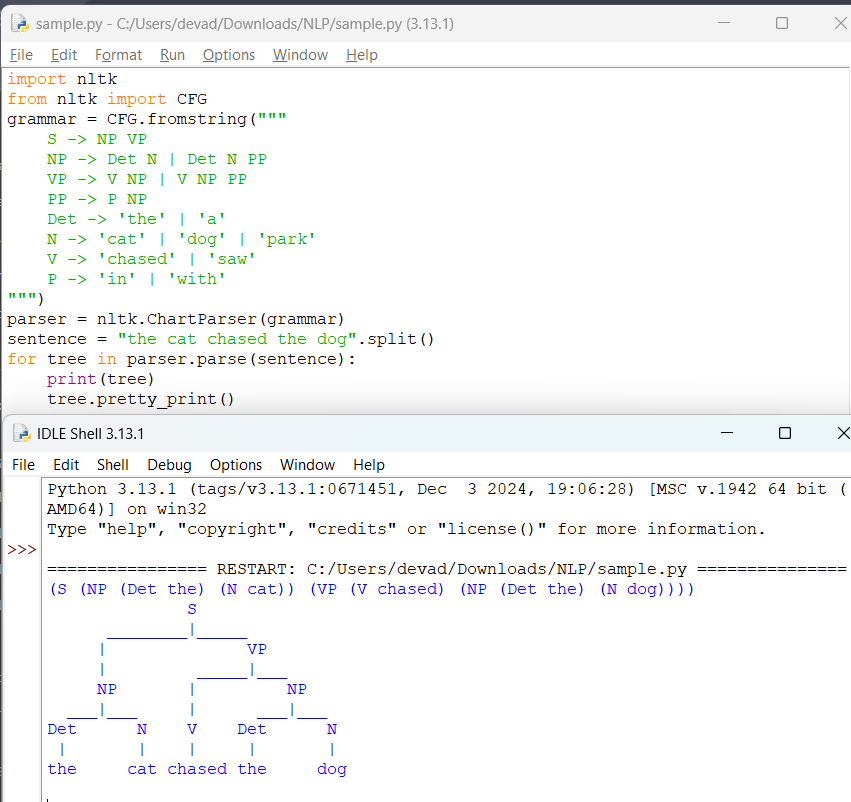 sample.py - C:/Users/devad/Downloads/NLP/sample.py (3.13.1)
File Edit Format Run Options Window Help
import nltk
from nltk import CFG
grammar = CFG.fromstring("""
    S -> NP VP
    NP -> Det N | Det N PP
    VP -> V NP | V NP PP
    PP -> P NP
    Det -> 'the' | 'a'
    N -> 'cat' | 'dog' | 'park'
    V -> 'chased' | 'saw'
    P -> 'in' | 'with'
""")
parser = nltk.ChartParser(grammar)
sentence = "the cat chased the dog".split()
for tree in parser.parse(sentence):
    print(tree)
    tree.pretty_print()
IDLE Shell 3.13.1
File Edit Shell Debug Options Window Help
Python 3.13.1 (tags/v3.13.1:0671451, Dec  3 2024, 19:06:28) [MSC v.1942 64 bit (
AMD64)] on win32
Type "help", "copyright", "credits" or "license()" for more information.
>>>
================ RESTART: C:/Users/devad/Downloads/NLP/sample.py ===============
(S (NP (Det the) (N cat)) (VP (V chased) (NP (Det the) (N dog))))
              S
      ________|_____
     |              VP
     |         _____|___
     NP       |         NP
  ___|___     |      ___|___
Det      N    V    Det      N
 |       |    |     |       |
the     cat chased the     dog